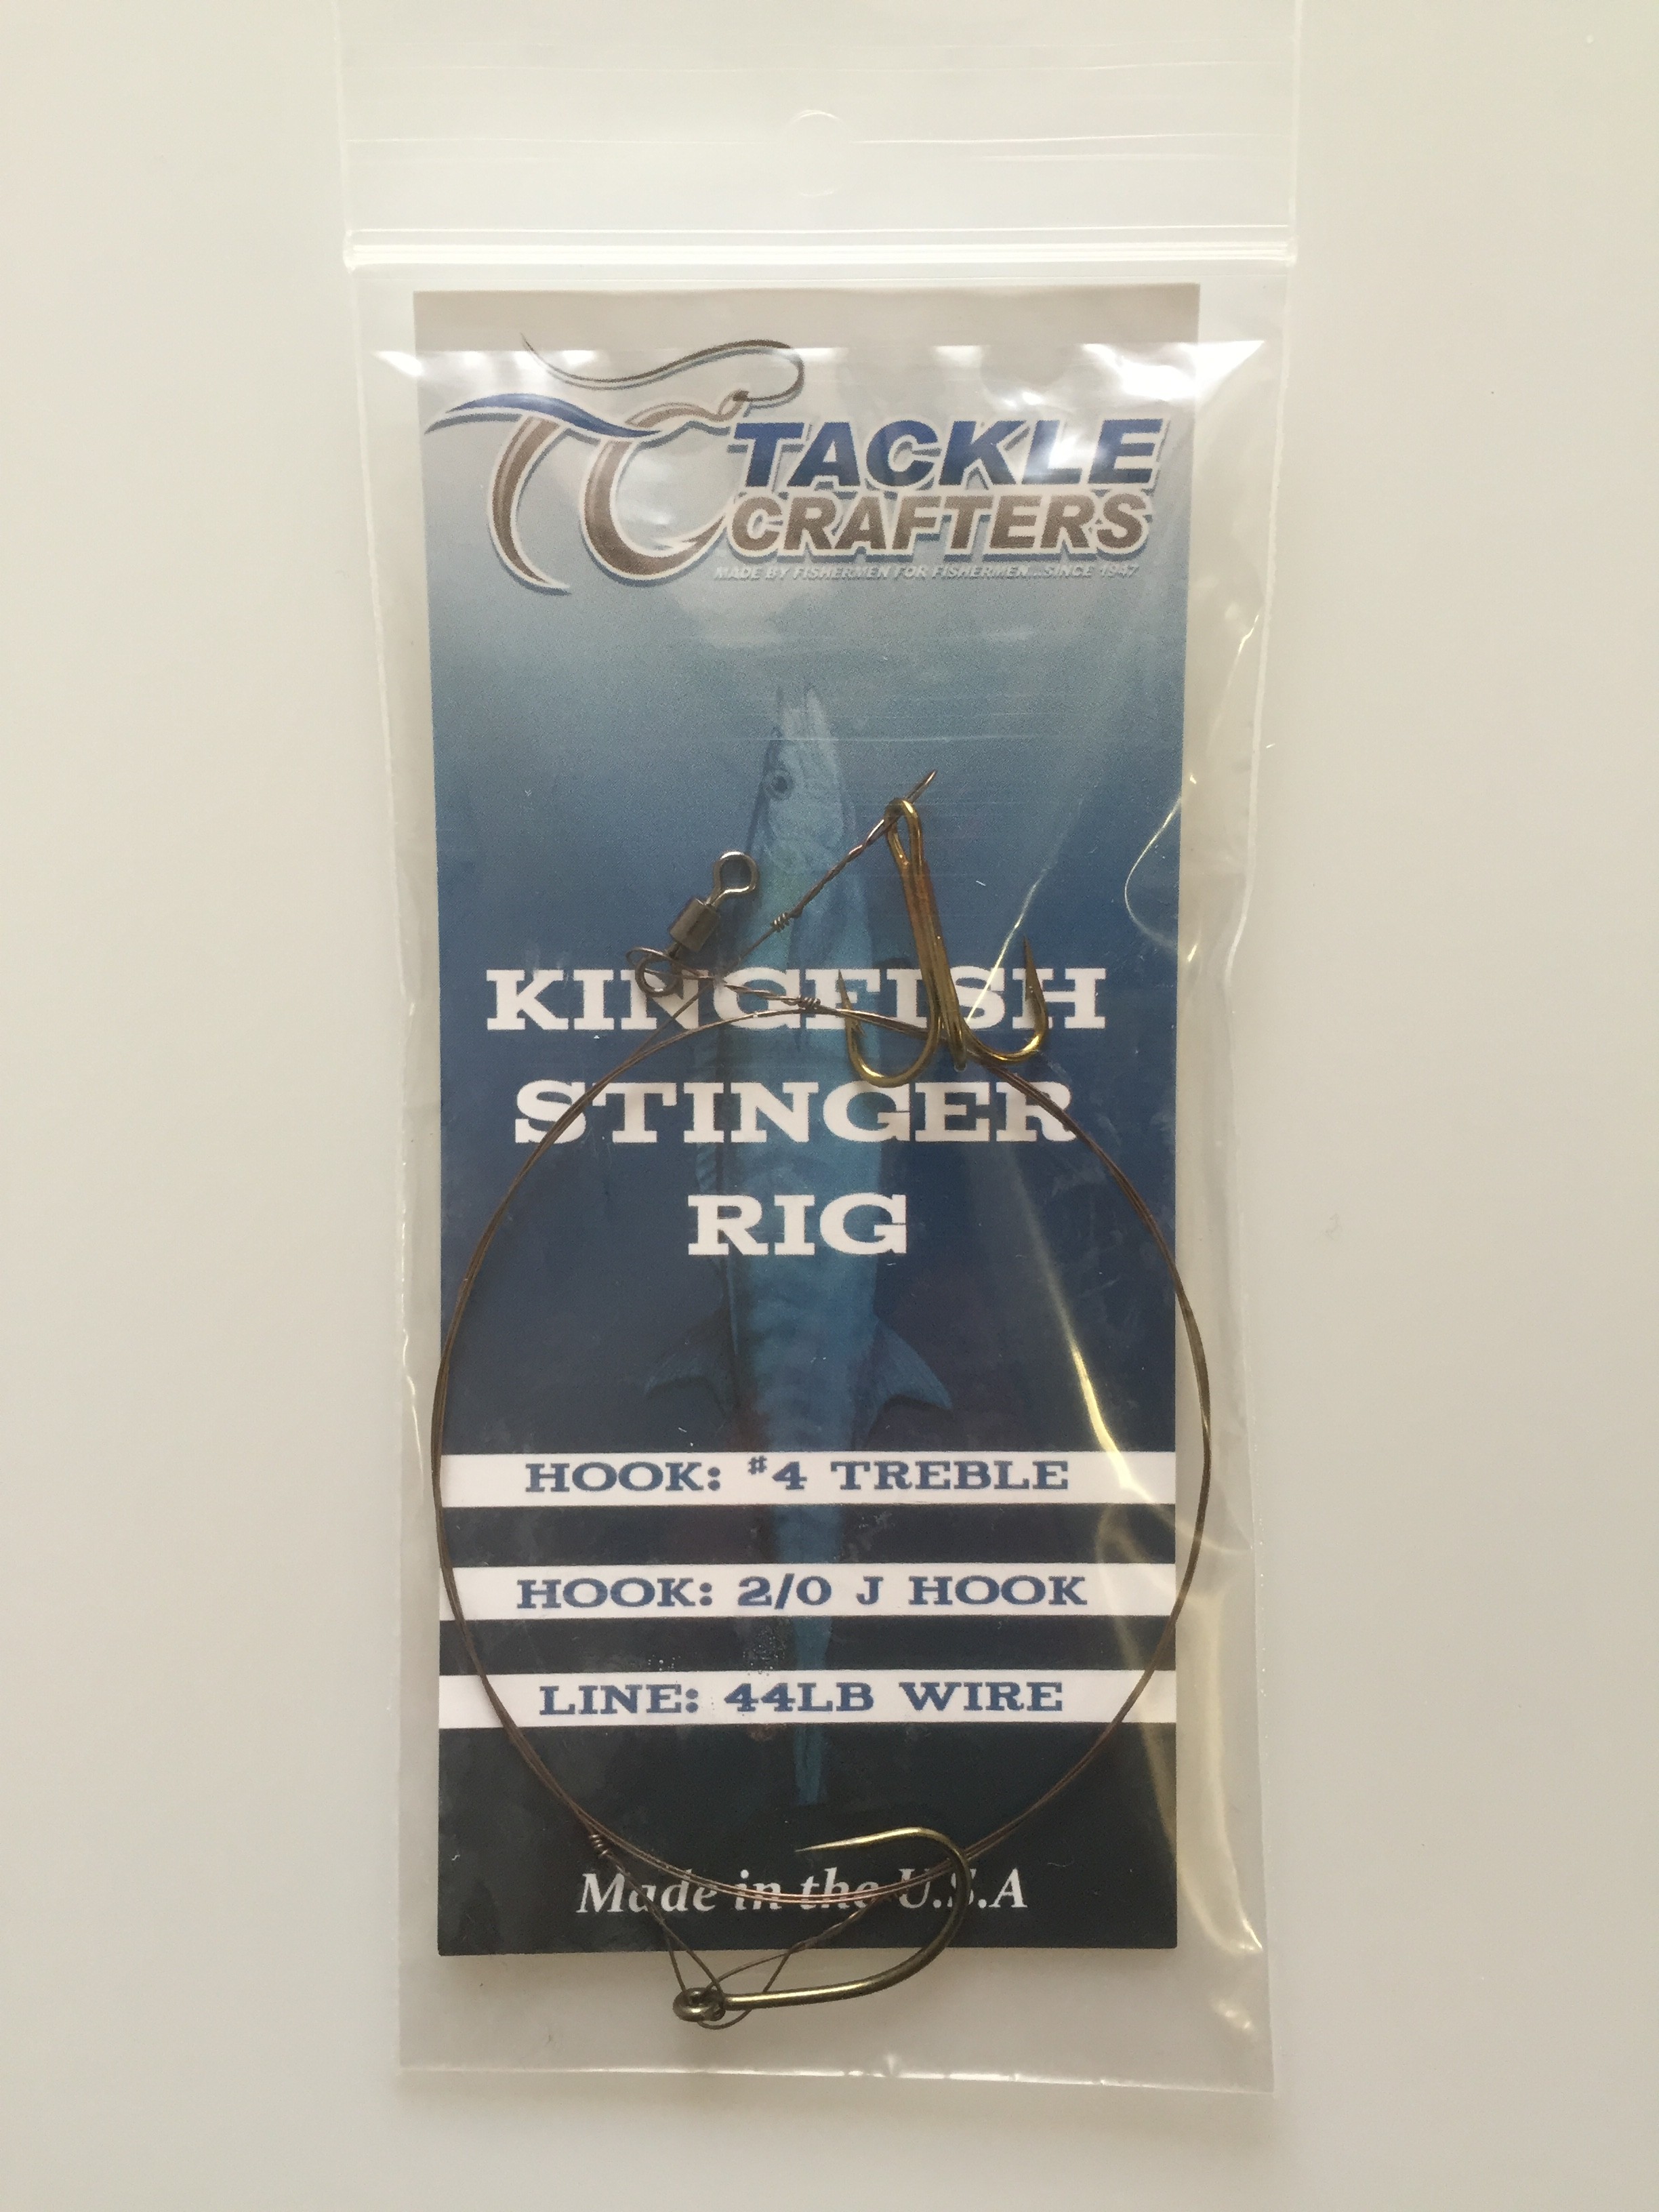 TC TACKLE
CRAFTERS
MADE BY FISHERMEN FOR FISHERMEN...SINCE 1947
KINGFISH
STINGER
RIG
HOOK: #4 TREBLE
HOOK: 2/0 J HOOK
LINE: 44LB WIRE
Made in the U.S.A